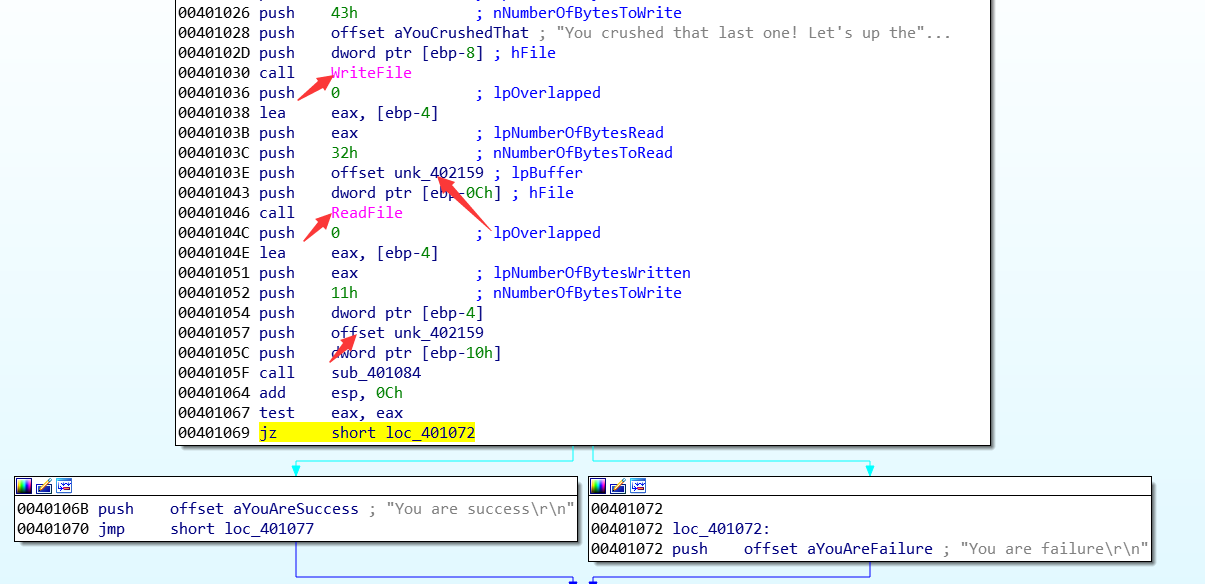 00401026 push 43h ; nNumberOfBytesToWrite
00401028 push offset aYouCrushedThat ; "You crushed that last one! Let's up the"...
0040102D push dword ptr [ebp-8] ; hFile
00401030 call WriteFile
00401036 push 0 ; lpOverlapped
00401038 lea eax, [ebp-4]
0040103B push eax ; lpNumberOfBytesRead
0040103C push 32h ; nNumberOfBytesToRead
0040103E push offset unk_402159 ; lpBuffer
00401043 push dword ptr [ebp-0Ch] ; hFile
00401046 call ReadFile
0040104C push 0 ; lpOverlapped
0040104E lea eax, [ebp-4]
00401051 push eax ; lpNumberOfBytesWritten
00401052 push 11h ; nNumberOfBytesToWrite
00401054 push dword ptr [ebp-4]
00401057 push offset unk_402159
0040105C push dword ptr [ebp-10h]
0040105F call sub_401084
00401064 add esp, 0Ch
00401067 test eax, eax
00401069 jz short loc_401072
0040106B push offset aYouAreSuccess ; "You are success\r\n"
00401070 jmp short loc_401077
00401072
00401072 loc_401072:
00401072 push offset aYouAreFailure ; "You are failure\r\n"